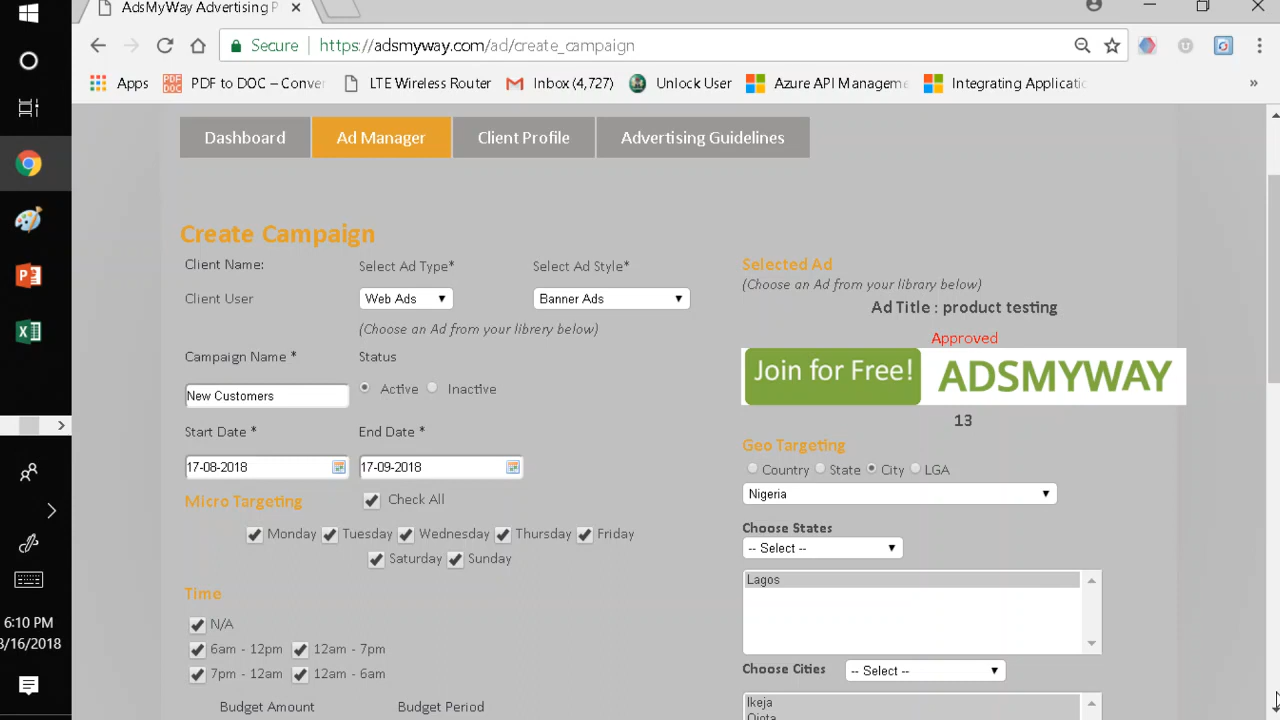 AdsMyWay Advertising P
Secure https://adsmyway.com/ad/create_campaign
Apps PDF to DOC – Conver LTE Wireless Router Inbox (4,727) Unlock User Azure API Manageme Integrating Applicatic »
Dashboard Ad Manager Client Profile Advertising Guidelines
Create Campaign
Client Name: Select Ad Type* Select Ad Style*
Client User Web Ads Banner Ads
(Choose an Ad from your library below)
Campaign Name * Status
New Customers Active Inactive
Start Date * End Date *
17-08-2018 17-09-2018
Micro Targeting Check All
Monday Tuesday Wednesday Thursday Friday
Saturday Sunday
Time
N/A
6am - 12pm 12am - 7pm
7pm - 12am 12am - 6am
Budget Amount Budget Period
Selected Ad
(Choose an Ad from your library below)
Ad Title : product testing
Approved
Join for Free! ADSMYWAY
13
Geo Targeting
Country State City LGA
Nigeria
Choose States
-- Select --
Lagos
Choose Cities -- Select --
Ikeja
Ojota
6:10 PM
8/16/2018